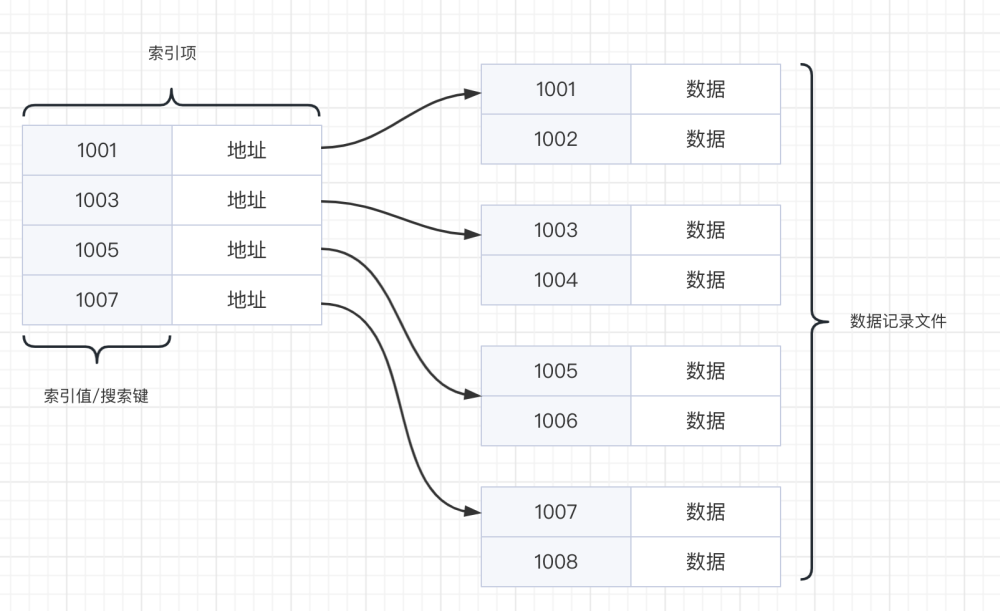 索引项
1001 地址
1003 地址
1005 地址
1007 地址
索引值/搜索键
1001 数据
1002 数据
1003 数据
1004 数据
1005 数据
1006 数据
1007 数据
1008 数据
数据记录文件